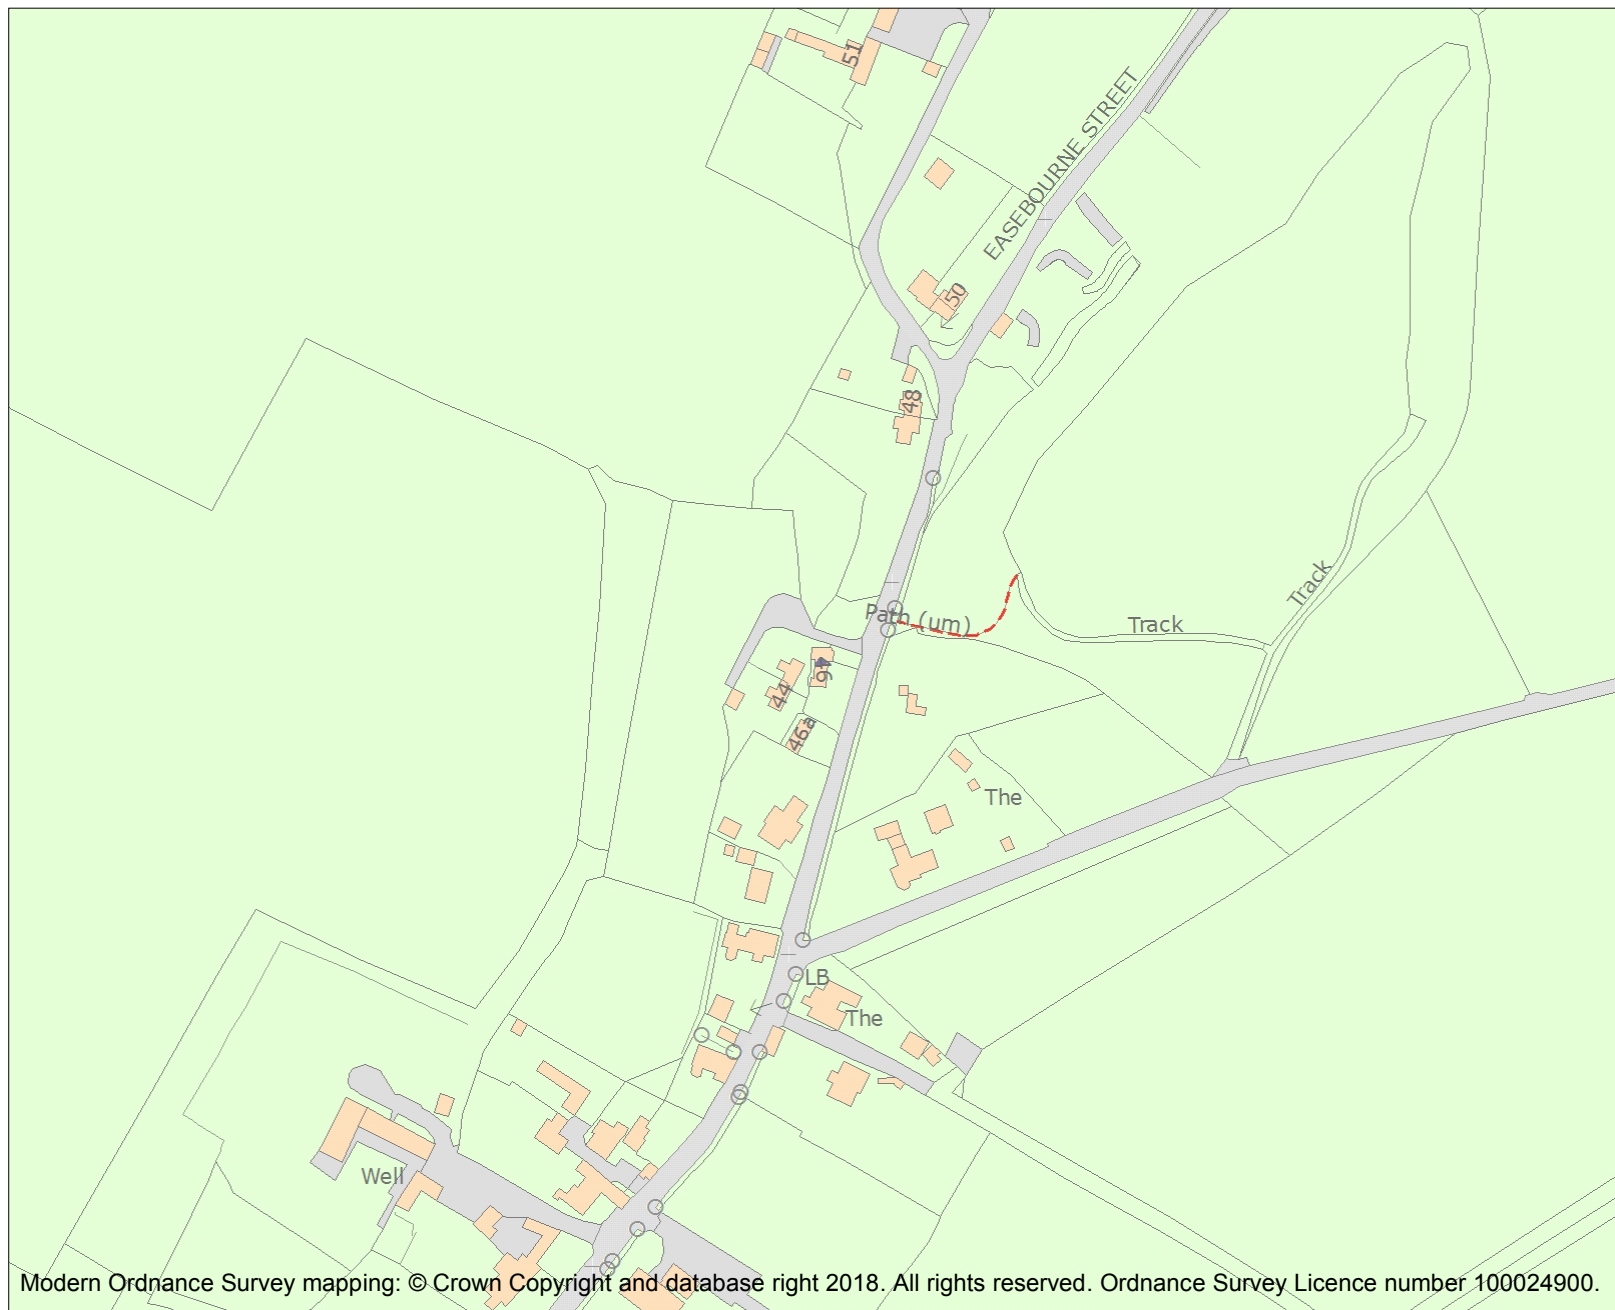 51
EASEBOURNE STREET
50
48
Path (um)
Track
Track
46
44
46a
The
LB
The
Well
Modern Ordnance Survey mapping: © Crown Copyright and database right 2018. All rights reserved. Ordnance Survey Licence number 100024900.